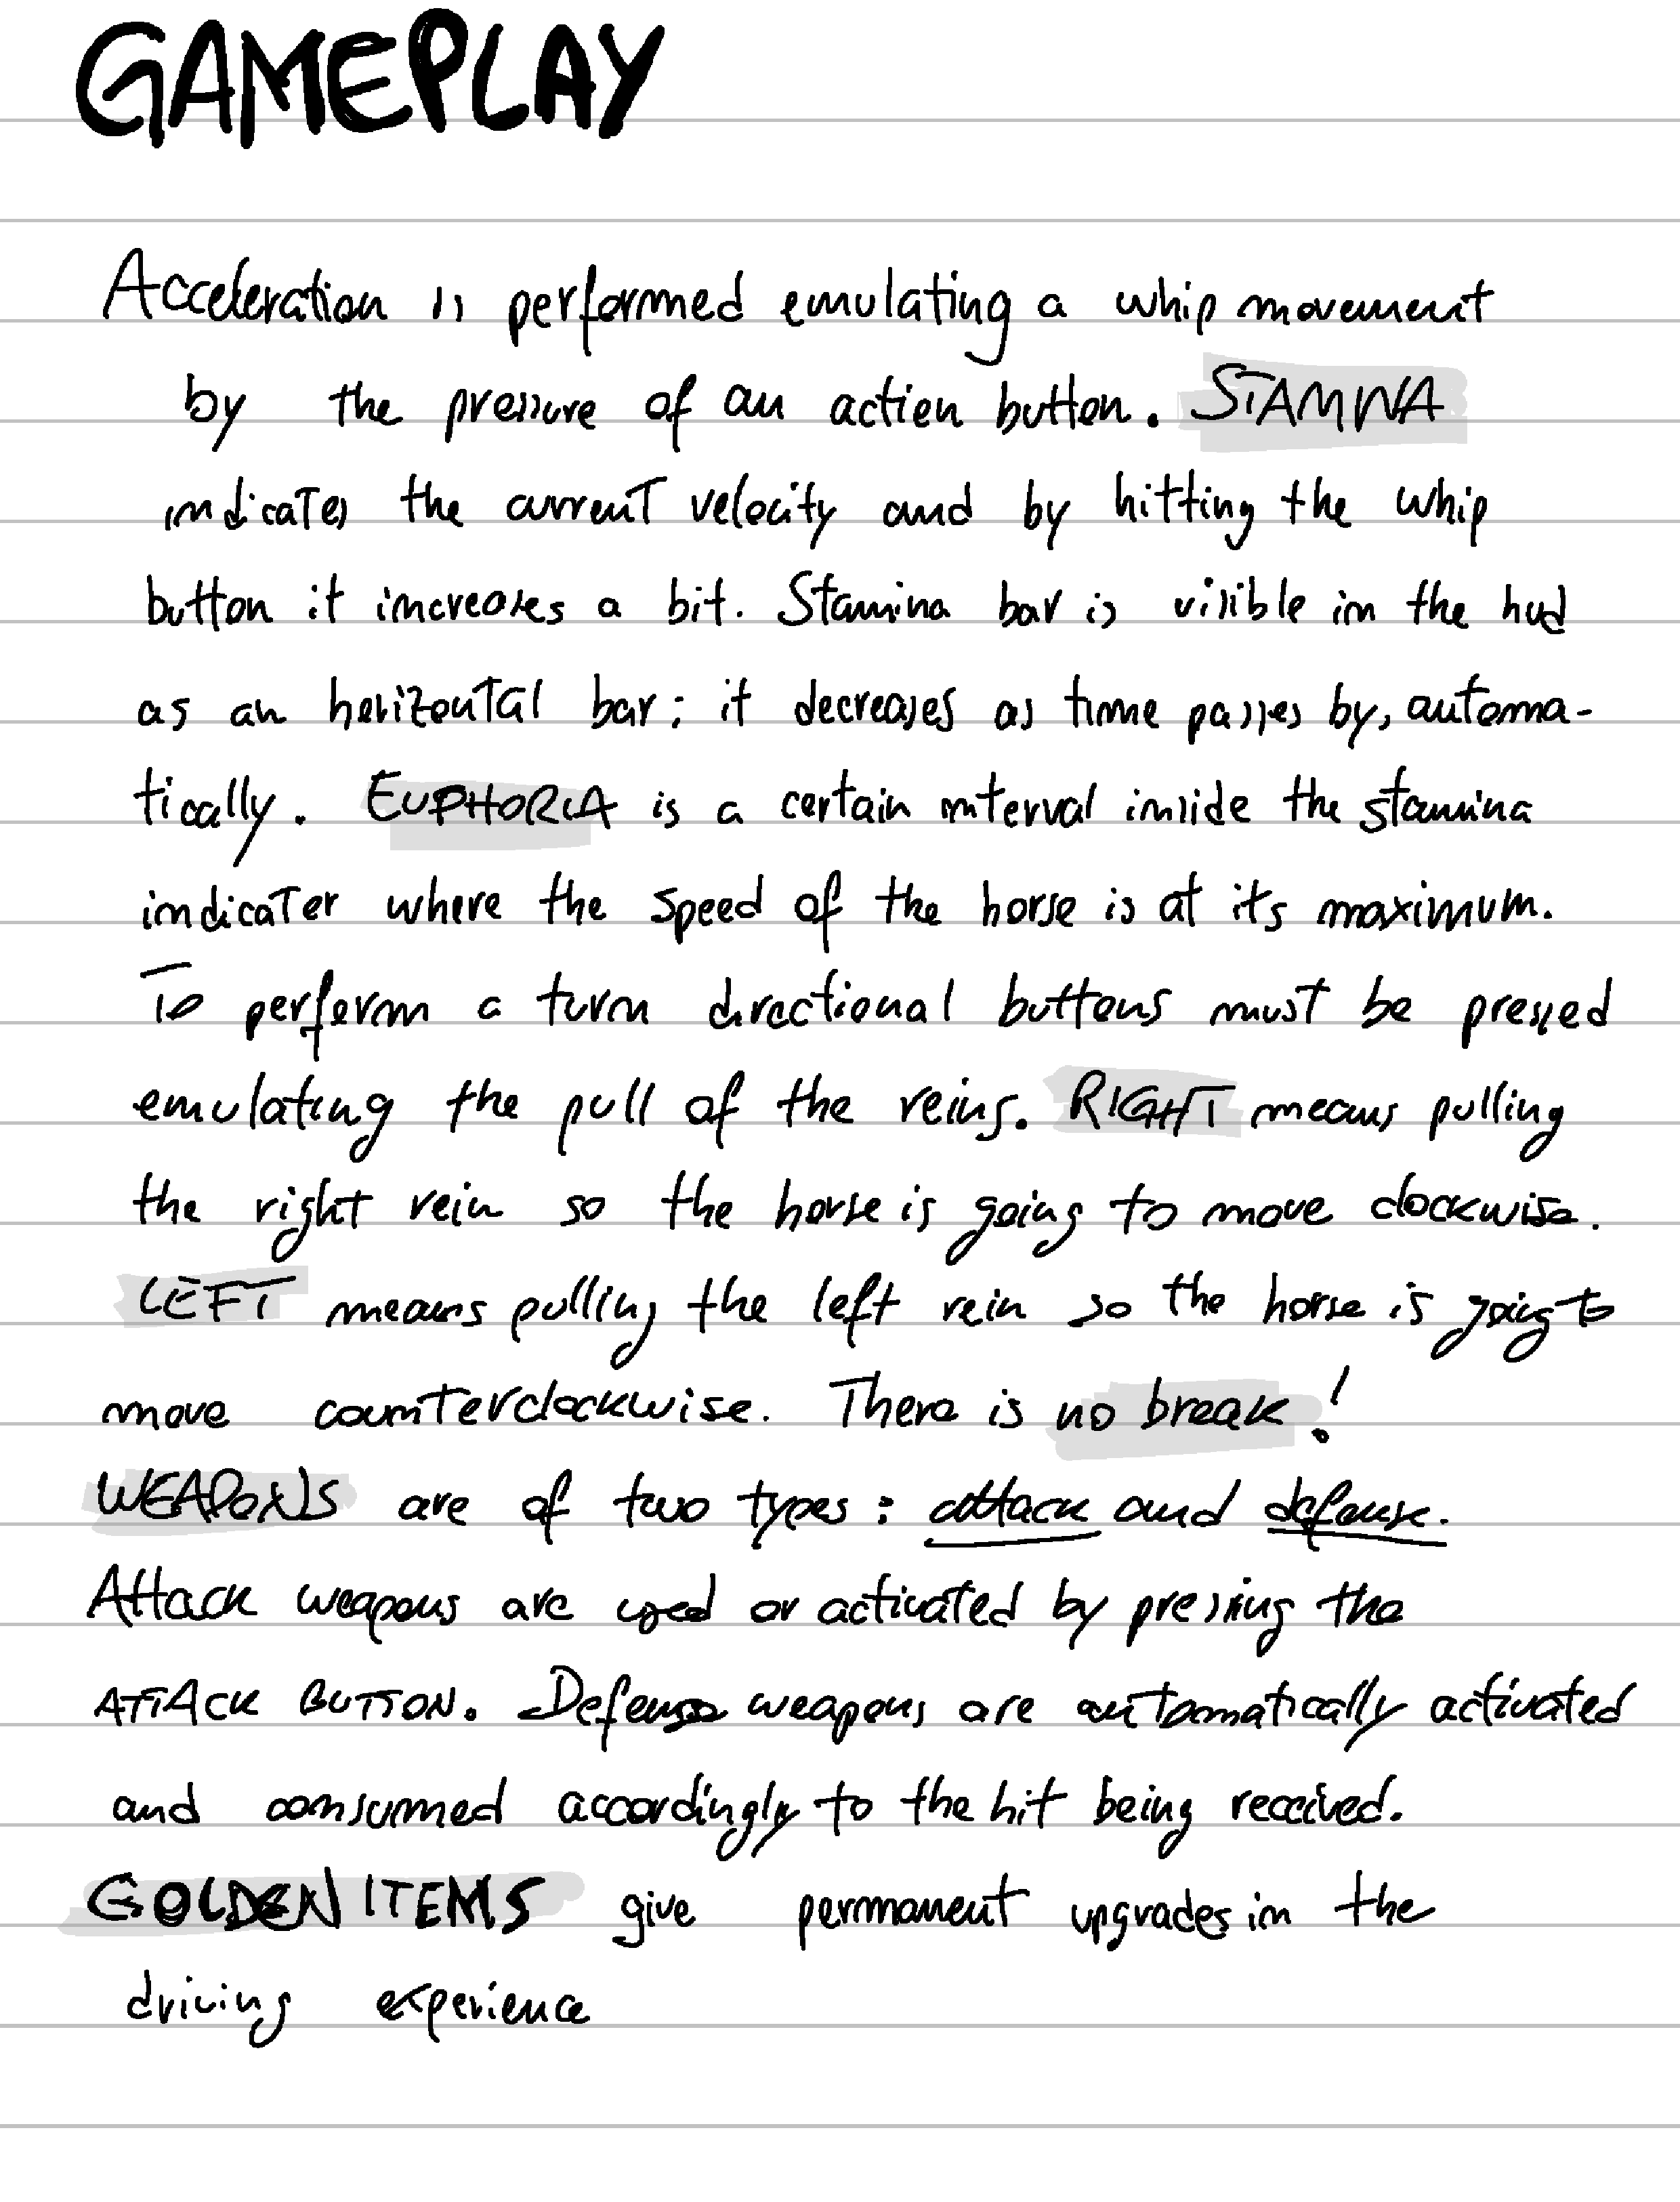 GAMEPLAY
Acceleration is performed emulating a whip movement
by the pressure of an action button. STAMINA
indicates the current velocity and by hitting the whip
button it increases a bit. Stamina bar is visible in the hud
as an horizontal bar; it decreases as time passes by, automa-
tically. EUPHORIA is a certain interval inside the stamina
indicator where the speed of the horse is at its maximum.
To perform a turn directional buttons must be pressed
emulating the pull of the reins. RIGHT means pulling
the right rein so the horse is going to move clockwise.
LEFT means pulling the left rein so the horse is going to
move counterclockwise. There is no break!
WEAPONS are of two types: attack and defense.
Attack weapons are used or activated by pressing the
ATTACK BUTTON. Defense weapons are automatically activated
and consumed accordingly to the hit being received.
GOLDEN ITEMS give permanent upgrades in the
driving experience